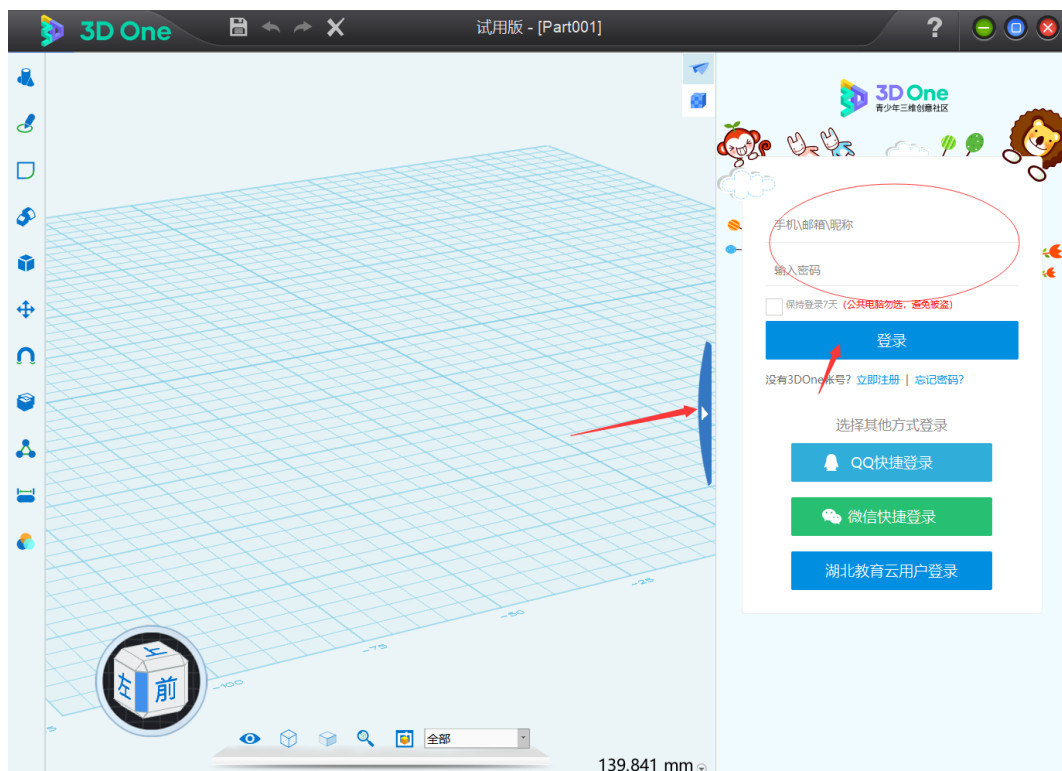 3D One
试用版 - [Part001]
?
3D One
青少年三维创意社区
手机\邮箱\昵称
输入密码
保持登录7天 (公共电脑勿选，避免被盗)
登录
没有3DOne帐号? 立即注册 | 忘记密码?
选择其他方式登录
QQ快捷登录
微信快捷登录
湖北教育云用户登录
-25
-50
-75
-100
上
左
前
全部
139.841 mm